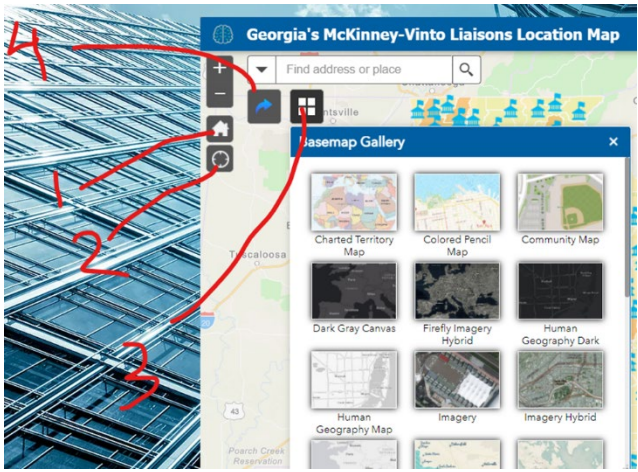 4
Georgia's McKinney-Vinto Liaisons Location Map
+
Find address or place
−
ntsville
Basemap Gallery ×
1
2
3
Tuscaloosa
Charted Territory Map
Colored Pencil Map
Community Map
Dark Gray Canvas
Firefly Imagery Hybrid
Human Geography Dark
43
Human Geography Map
Imagery
Imagery Hybrid
Poarch Creek
Reservation